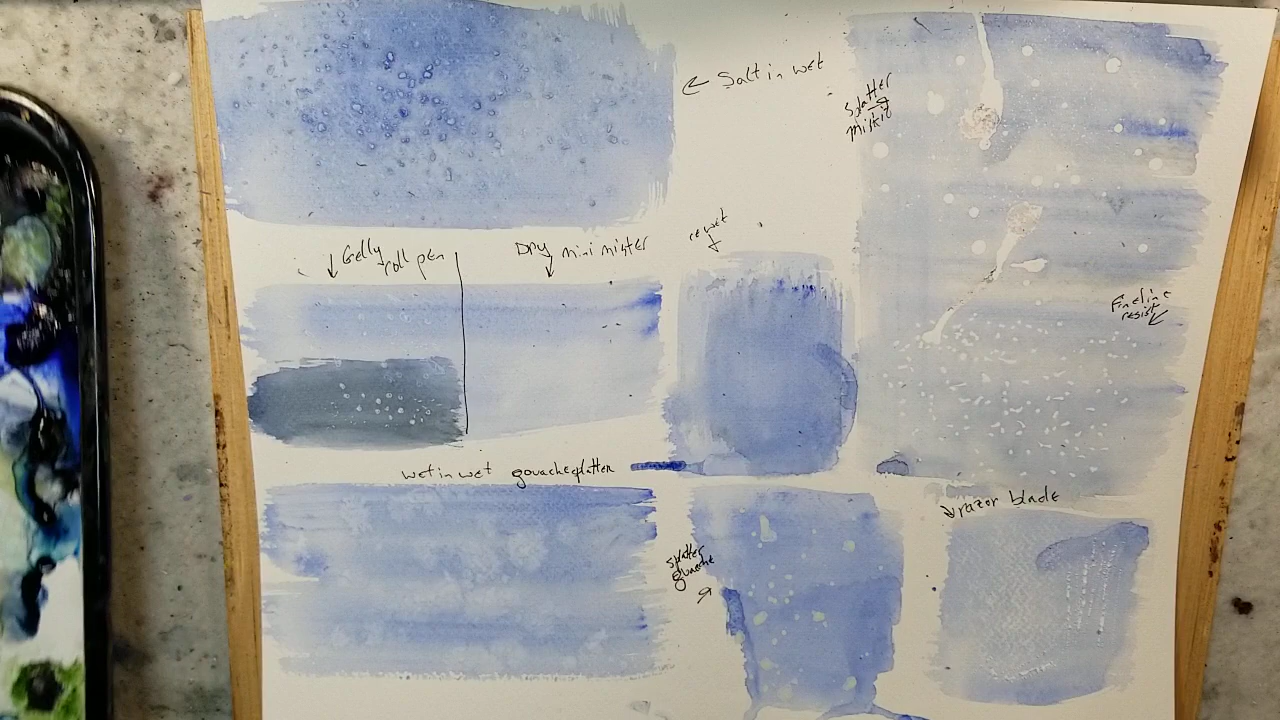 ← Salt in wet
splatter
miskit
rewet
↓ Gelly
roll pen
Dry mini mister
fineline
resist
wet in wet gouache splatter
razor blade
splatter
gouache